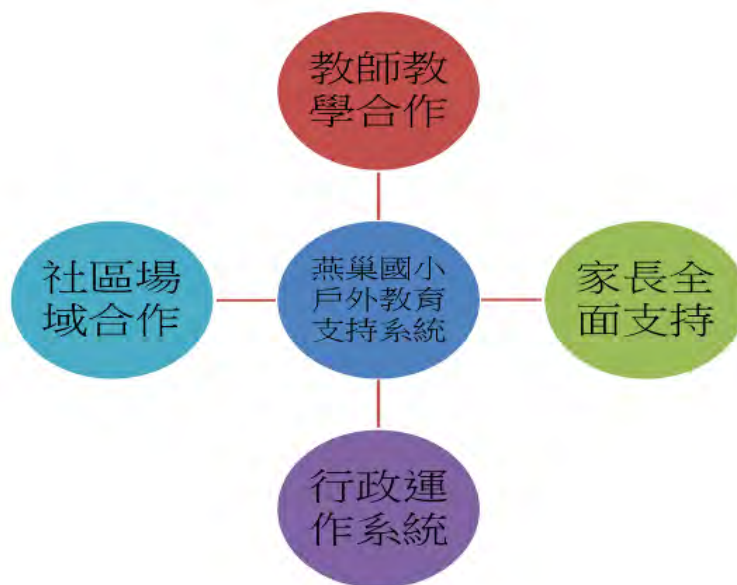 教師教
學合作
社區場
域合作
燕巢國小
戶外教育
支持系統
家長全
面支持
行政運
作系統